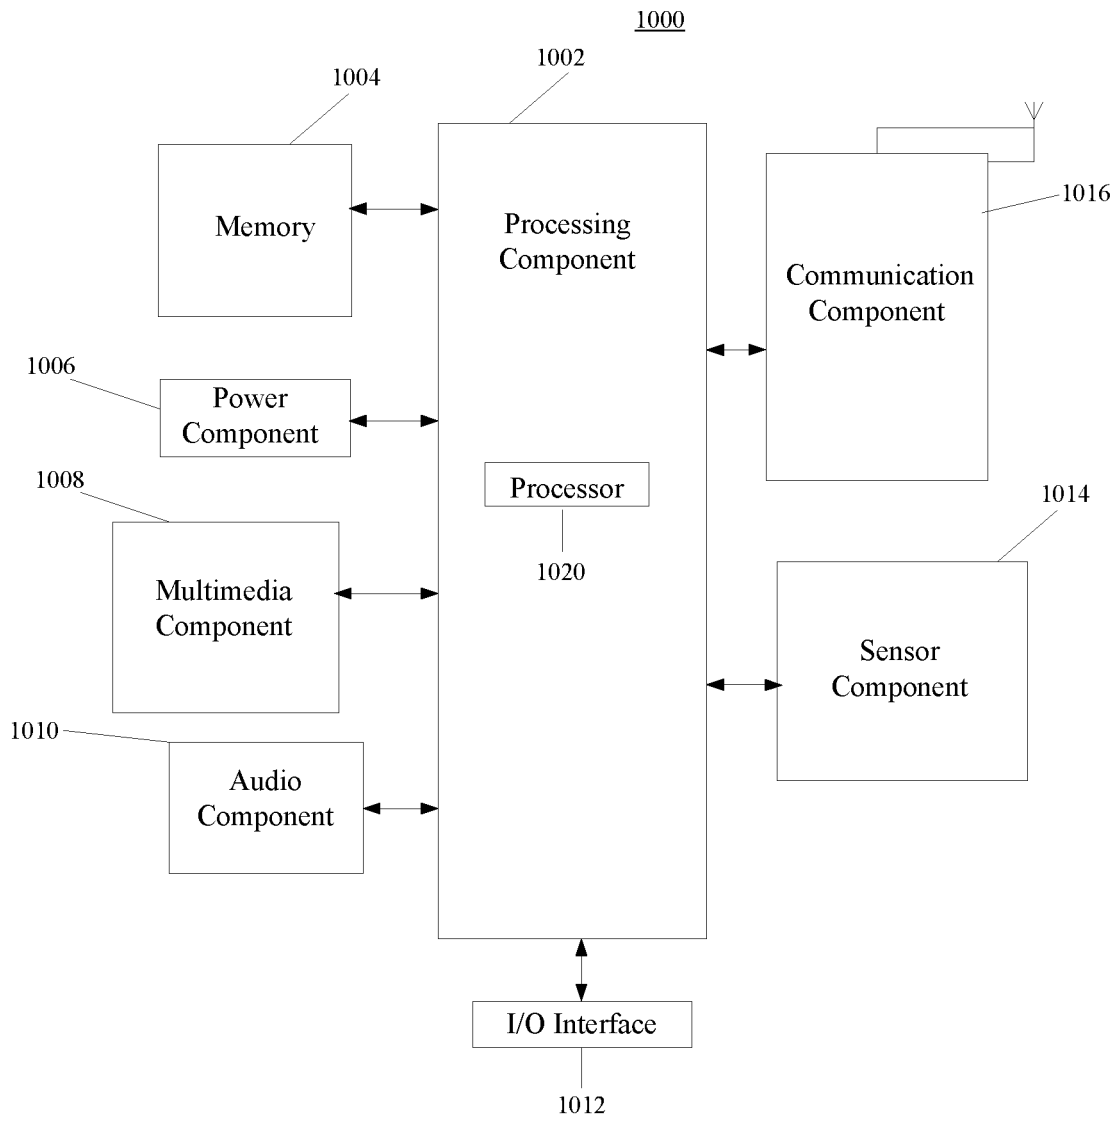 1000
1002
1004
Memory
Processing
Component
1016
Communication
Component
1006
Power
Component
1008
Processor
1020
1014
Multimedia
Component
Sensor
Component
1010
Audio
Component
I/O Interface
1012